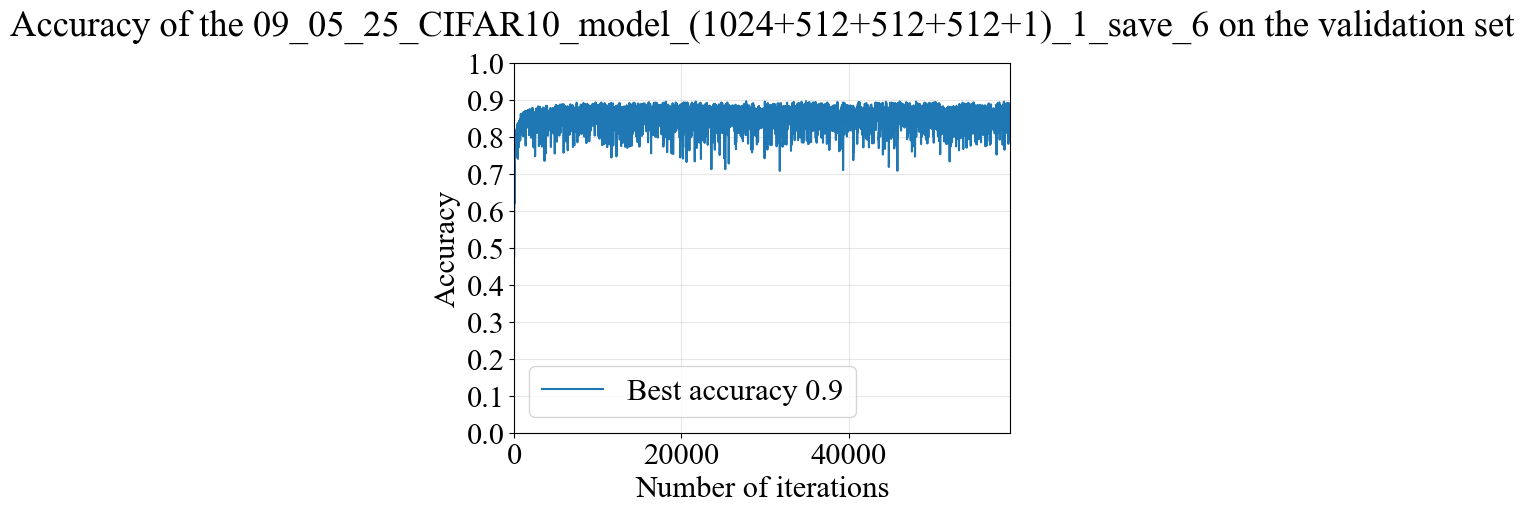 Accuracy of the 09_05_25_CIFAR10_model_(1024+512+512+512+1)_1_save_6 on the validation set
1.0
0.9
0.8
0.7
0.6
0.5
0.4
0.3
0.2
0.1
0.0
Accuracy
Best accuracy 0.9
0 20000 40000
Number of iterations